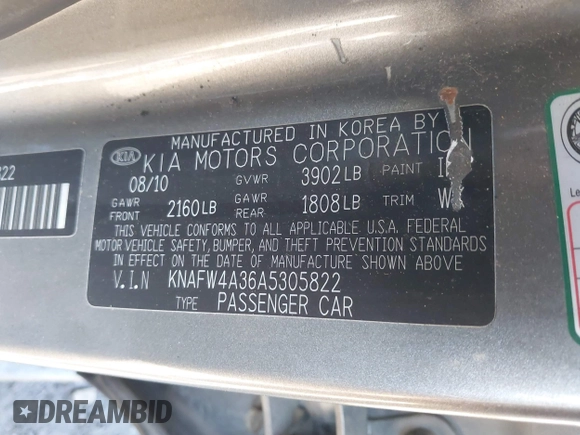 MANUFACTURED IN KOREA BY
KIA KIA MOTORS CORPORATION
08/10 GVWR 3902LB PAINT
GAWR FRONT 2160LB GAWR REAR 1808LB TRIM
THIS VEHICLE CONFORMS TO ALL APPLICABLE U.S.A. FEDERAL
MOTOR VEHICLE SAFETY, BUMPER, AND THEFT PREVENTION STANDARDS
IN EFFECT ON THE DATE OF MANUFACTURE SHOWN ABOVE
V.I.N KNAFW4A36A5305822
TYPE PASSENGER CAR
822
Le
DREAMBID